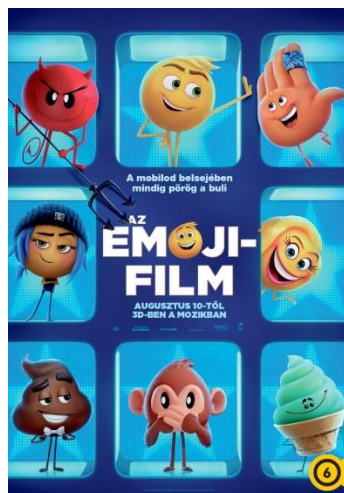 A mobilod belsejében
mindig pörög a buli
AZ
EMOJI-
FILM
AUGUSZTUS 10-TŐL
3D-BEN A MOZIKBAN
6